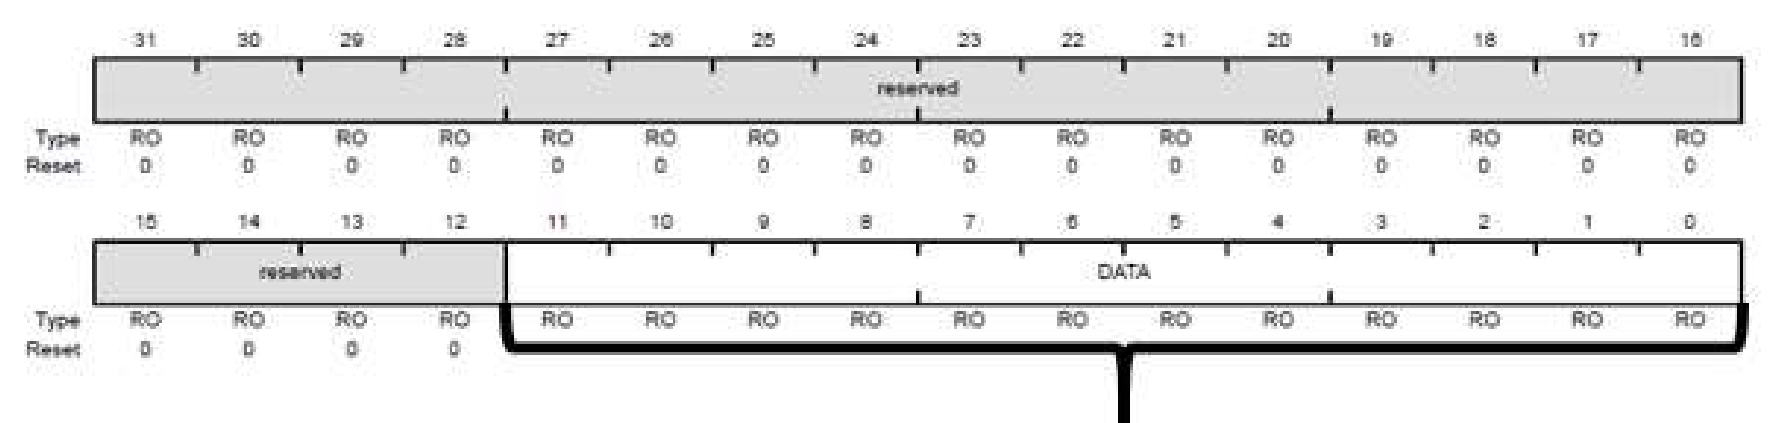 31 30 29 28 27 26 25 24 23 22 21 20 19 18 17 16
reserved
Type RO RO RO RO RO RO RO RO RO RO RO RO RO RO RO RO
Reset 0 0 0 0 0 0 0 0 0 0 0 0 0 0 0 0
15 14 13 12 11 10 9 8 7 6 5 4 3 2 1 0
reserved DATA
Type RO RO RO RO RO RO RO RO RO RO RO RO RO RO RO RO
Reset 0 0 0 0